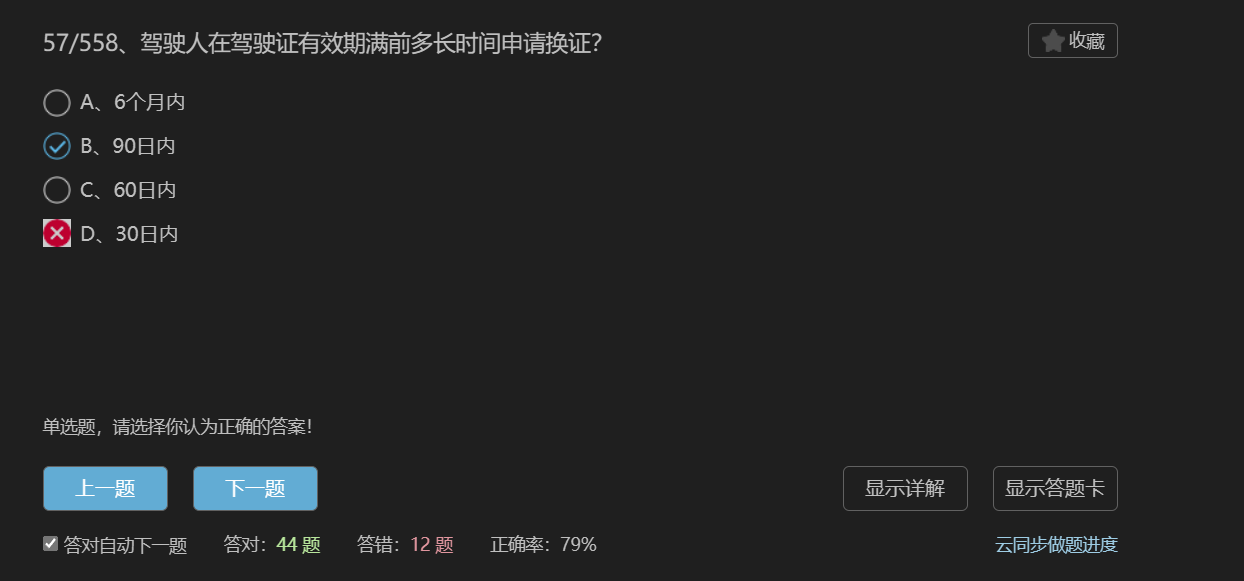 57/558、驾驶人在驾驶证有效期满前多长时间申请换证?
收藏
A、6个月内
B、90日内
C、60日内
D、30日内
单选题，请选择你认为正确的答案!
上一题
下一题
显示详解
显示答题卡
答对自动下一题
答对：44 题
答错：12 题
正确率：79%
云同步做题进度